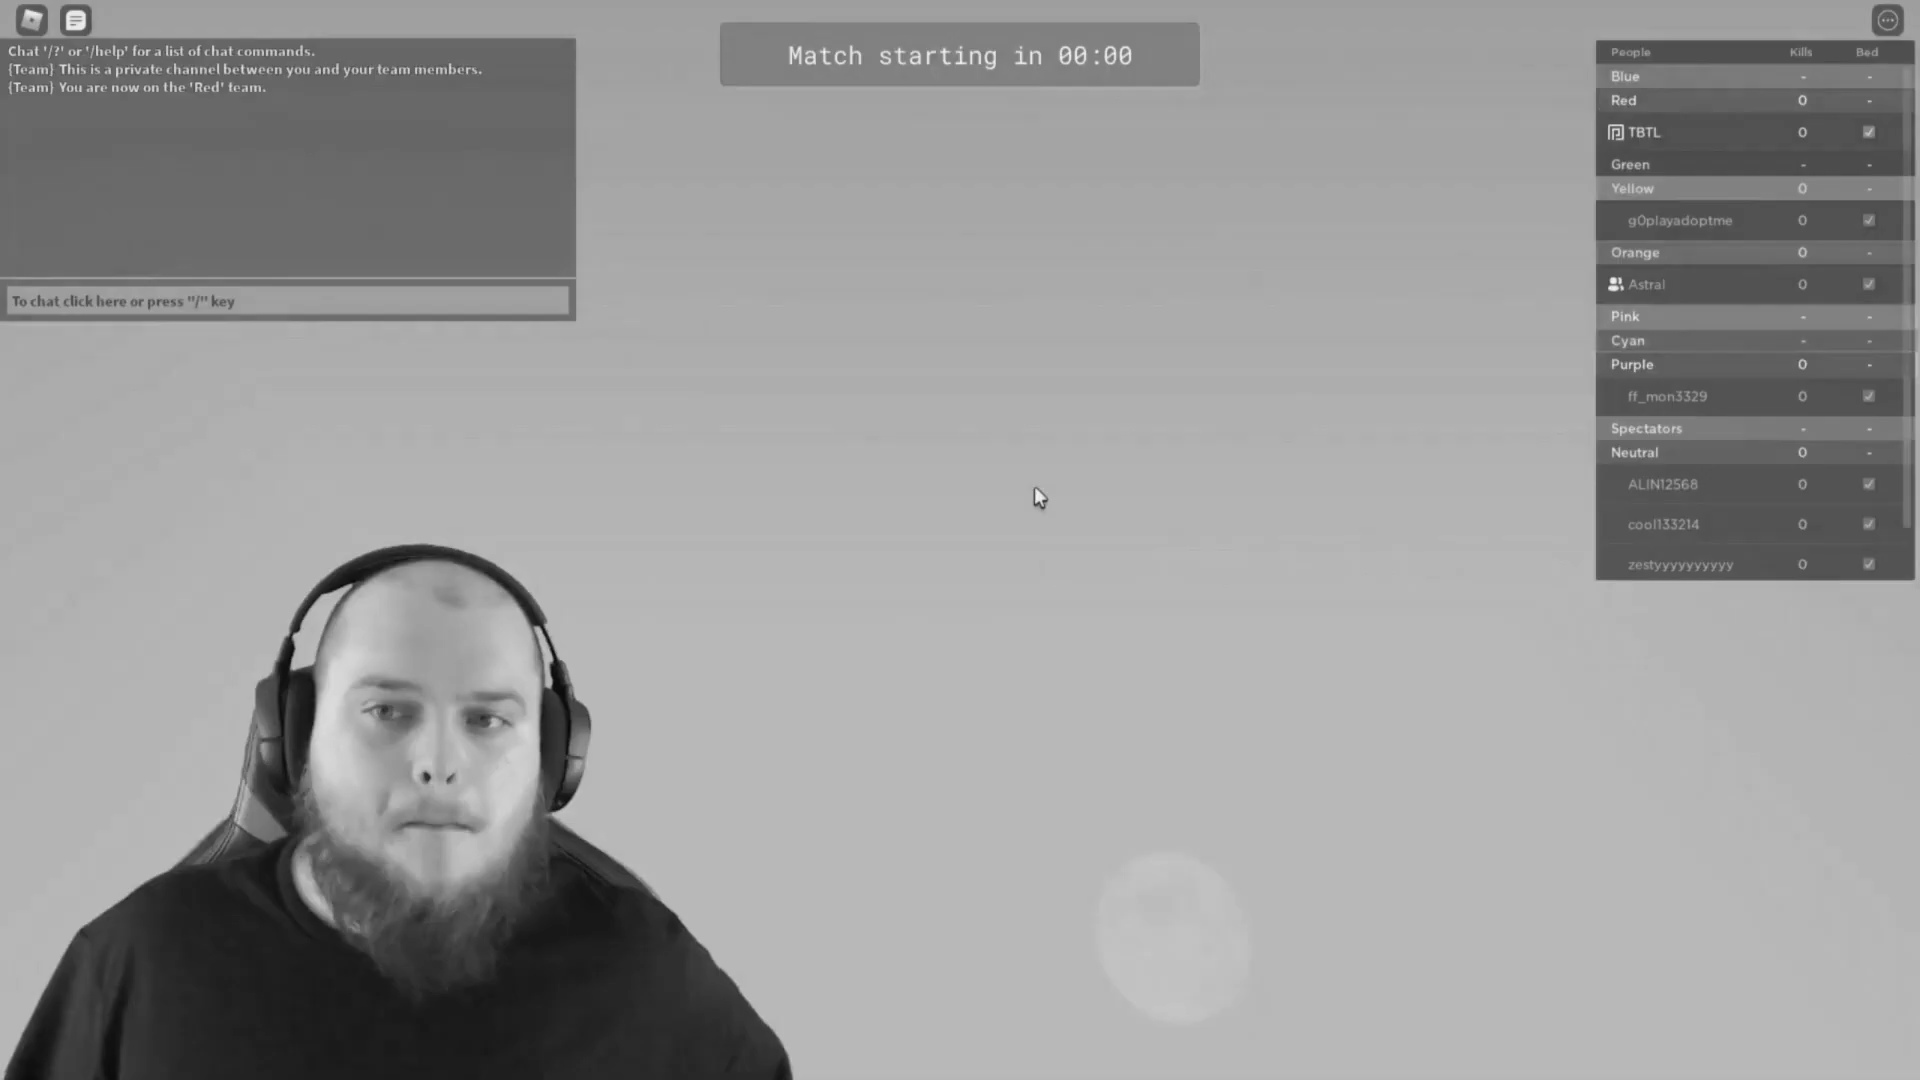 Chat '/?' or '/help' for a list of chat commands.
{Team} This is a private channel between you and your team members.
{Team} You are now on the 'Red' team.
To chat click here or press "/" key
Match starting in 00:00
People Kills Bed
Blue - -
Red 0 -
TBTL 0
Green - -
Yellow 0 -
g0playadoptme 0
Orange 0 -
Astral 0
Pink - -
Cyan - -
Purple 0 -
ff_mon3329 0
Spectators - -
Neutral 0 -
ALIN12568 0
cool133214 0
zestyyyyyyyyyy 0